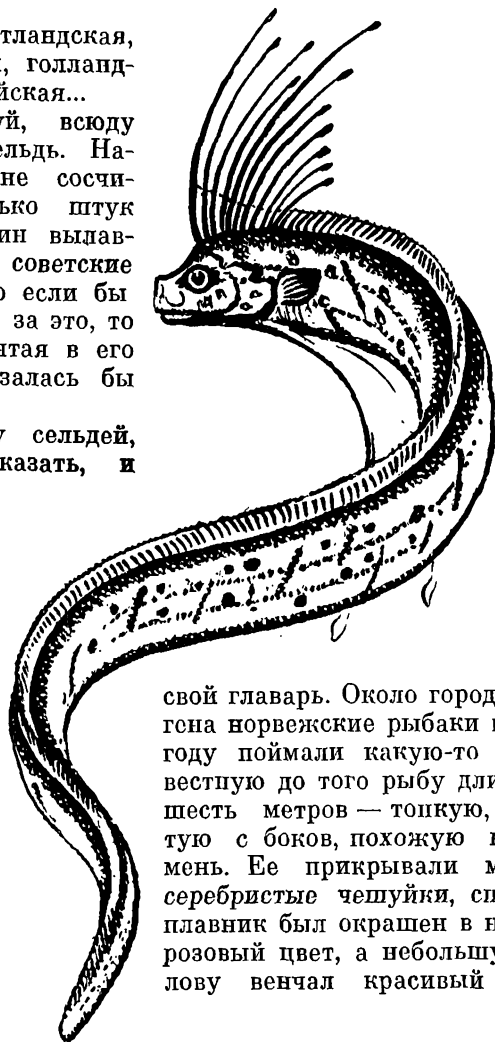 тландская,
, голланд-
йская...
уй, всюду
ельдь. На-
не сосчи-
ько штук
ин вылав-
советские
о если бы
за это, то
нтая в его
залась бы
у сельдей,
казать, и
свой главарь. Около город
гена норвежские рыбаки
году поймали какую-то
вестную до того рыбу дли
шесть метров — тонкую,
тую с боков, похожую
мень. Ее прикрывали м
серебристые чешуйки, сп
плавник был окрашен в н
розовый цвет, а небольшу
лову венчал красивый